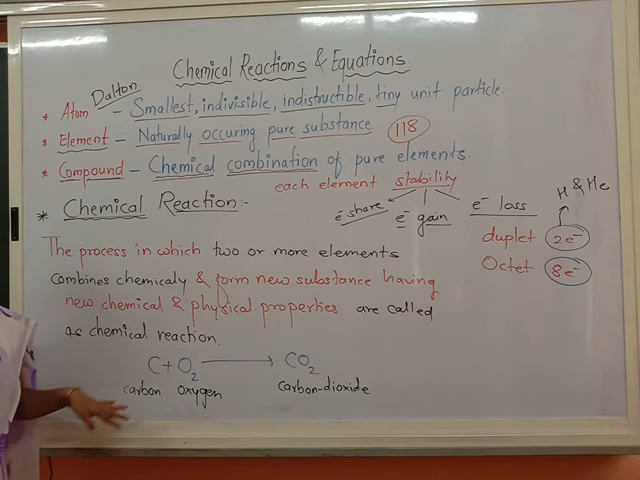 Chemical Reactions & Equations
* Atom Dalton - Smallest, indivisible, indistructible, tiny unit particle.
* Element - Naturally occuring pure substance 118
* Compound - Chemical combination of pure elements.
each element stability
H & He
* Chemical Reaction:-
e⁻ share e⁻ gain e⁻ loss
duplet 2e⁻
Octet 8e⁻
The process in which two or more elements
combines chemicaly & form new substance having
new chemical & physical properties are called
as chemical reaction.
C + O₂ → CO₂
carbon oxygen carbon-dioxide